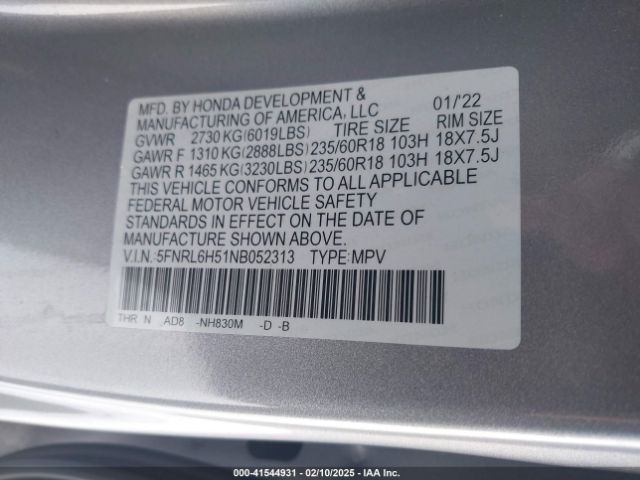 MFD. BY HONDA DEVELOPMENT &
MANUFACTURING OF AMERICA, LLC 01/'22
GVWR 2730 KG(6019LBS) TIRE SIZE RIM SIZE
GAWR F 1310 KG(2888LBS) 235/60R18 103H 18X7.5J
GAWR R 1465 KG(3230LBS) 235/60R18 103H 18X7.5J
THIS VEHICLE CONFORMS TO ALL APPLICABLE
FEDERAL MOTOR VEHICLE SAFETY
STANDARDS IN EFFECT ON THE DATE OF
MANUFACTURE SHOWN ABOVE.
V.I.N.: 5FNRL6H51NB052313 TYPE: MPV
THR N AD8 -NH830M -D -B
000-41544931 - 02/10/2025 - IAA Inc.